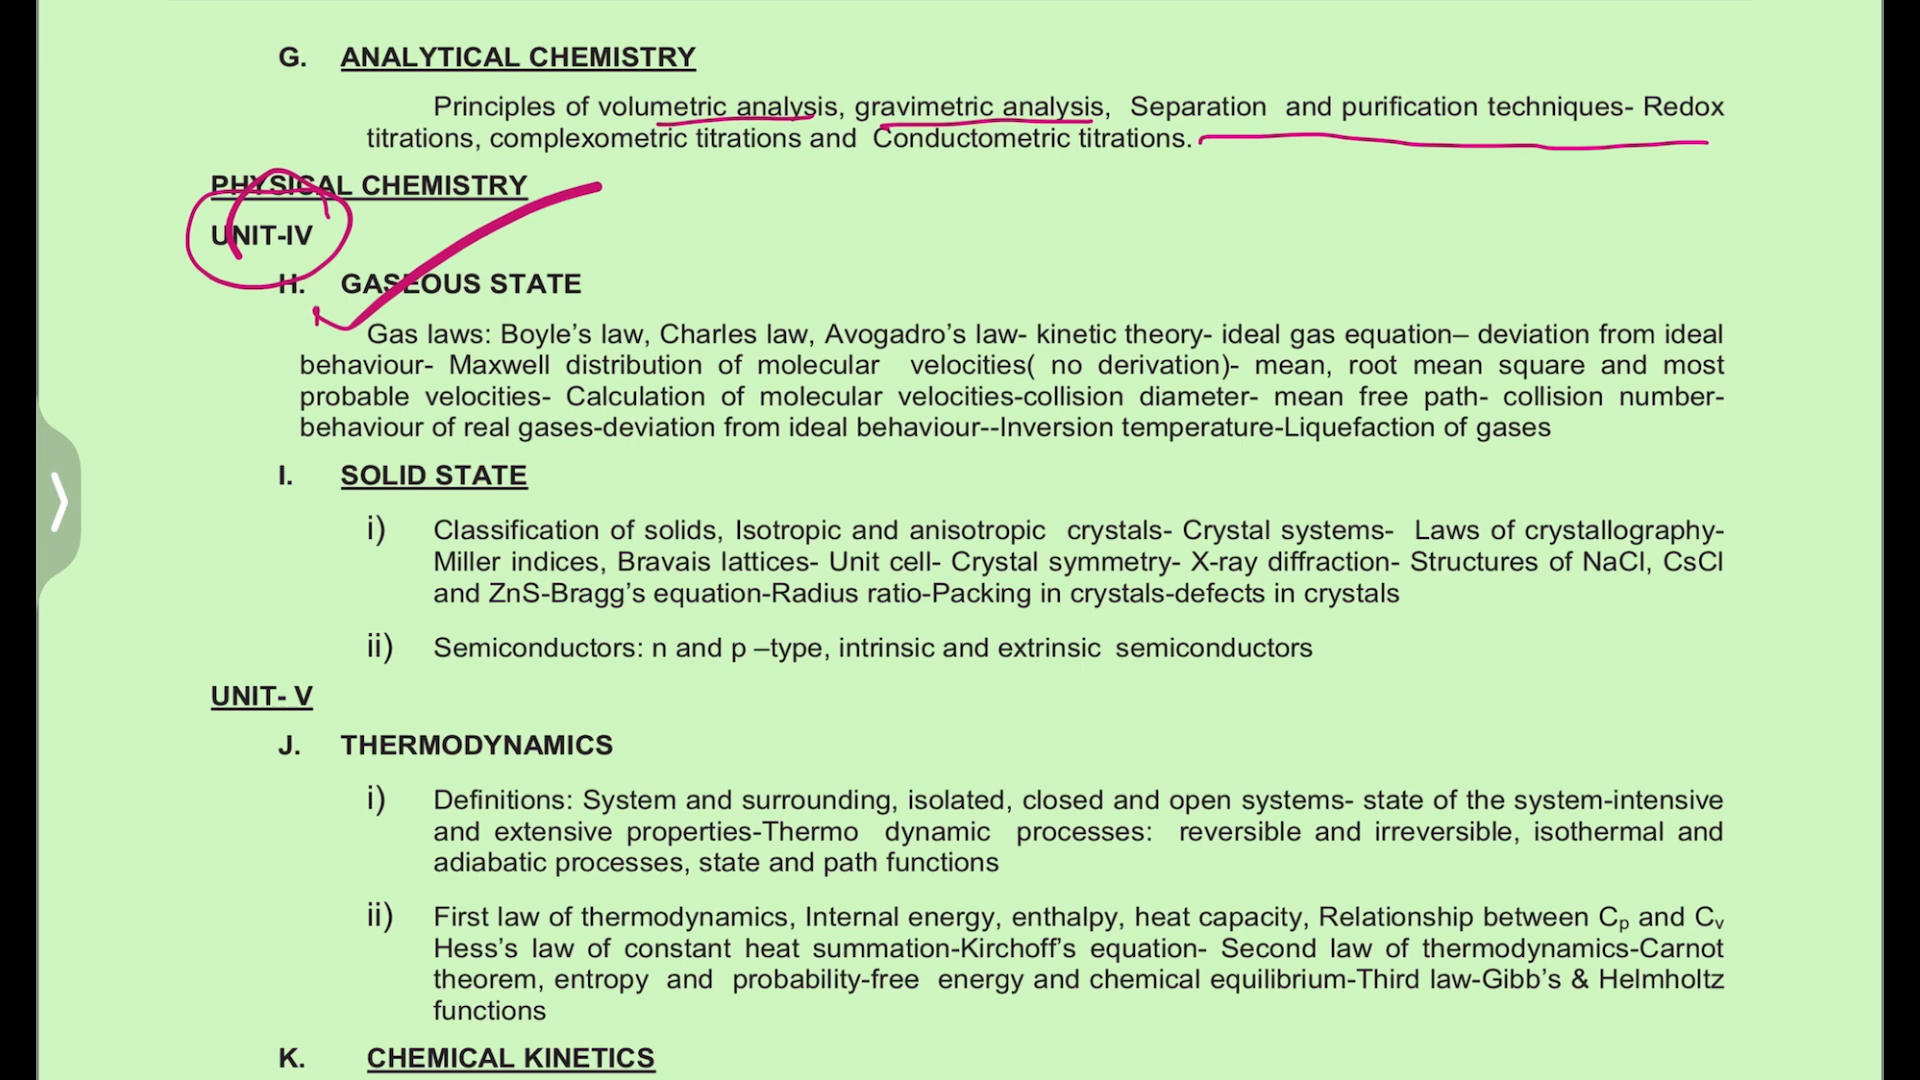 G. ANALYTICAL CHEMISTRY
Principles of volumetric analysis, gravimetric analysis, Separation and purification techniques- Redox
titrations, complexometric titrations and Conductometric titrations.
PHYSICAL CHEMISTRY
UNIT-IV
H. GASEOUS STATE
Gas laws: Boyle’s law, Charles law, Avogadro’s law- kinetic theory- ideal gas equation– deviation from ideal
behaviour- Maxwell distribution of molecular velocities( no derivation)- mean, root mean square and most
probable velocities- Calculation of molecular velocities-collision diameter- mean free path- collision number-
behaviour of real gases-deviation from ideal behaviour--Inversion temperature-Liquefaction of gases
I. SOLID STATE
i) Classification of solids, Isotropic and anisotropic crystals- Crystal systems- Laws of crystallography-
Miller indices, Bravais lattices- Unit cell- Crystal symmetry- X-ray diffraction- Structures of NaCl, CsCl
and ZnS-Bragg’s equation-Radius ratio-Packing in crystals-defects in crystals
ii) Semiconductors: n and p –type, intrinsic and extrinsic semiconductors
UNIT- V
J. THERMODYNAMICS
i) Definitions: System and surrounding, isolated, closed and open systems- state of the system-intensive
and extensive properties-Thermo dynamic processes: reversible and irreversible, isothermal and
adiabatic processes, state and path functions
ii) First law of thermodynamics, Internal energy, enthalpy, heat capacity, Relationship between Cp and Cv
Hess’s law of constant heat summation-Kirchoff’s equation- Second law of thermodynamics-Carnot
theorem, entropy and probability-free energy and chemical equilibrium-Third law-Gibb’s & Helmholtz
functions
K. CHEMICAL KINETICS